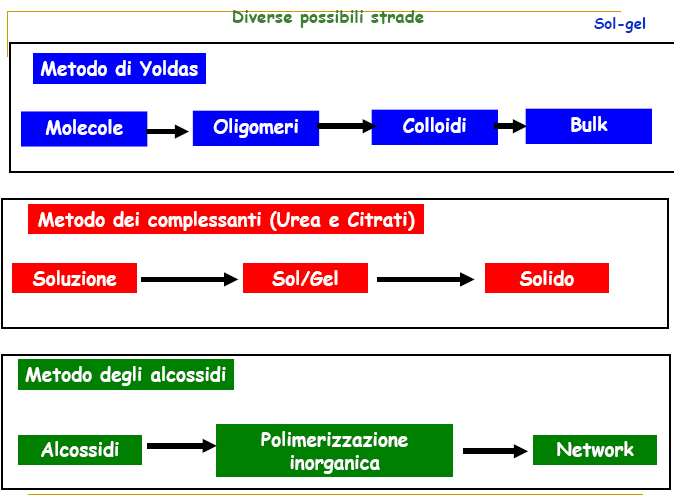 Diverse possibili strade
Sol-gel
Metodo di Yoldas
Molecole
Oligomeri
Colloidi
Bulk
Metodo dei complessanti (Urea e Citrati)
Soluzione
Sol/Gel
Solido
Metodo degli alcossidi
Alcossidi
Polimerizzazione
inorganica
Network